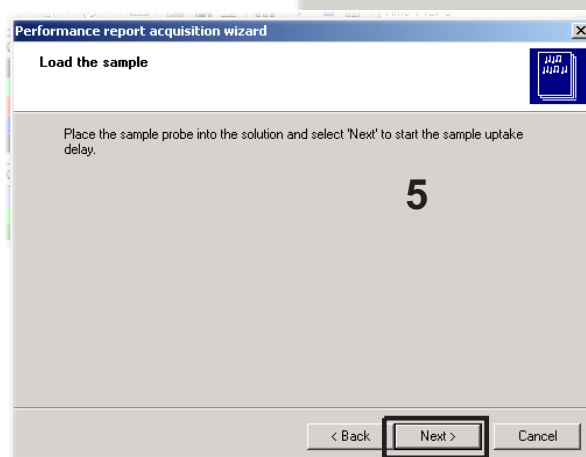 Performance report acquisition wizard
Load the sample
Place the sample probe into the solution and select 'Next' to start the sample uptake
delay.
5
< Back Next > Cancel